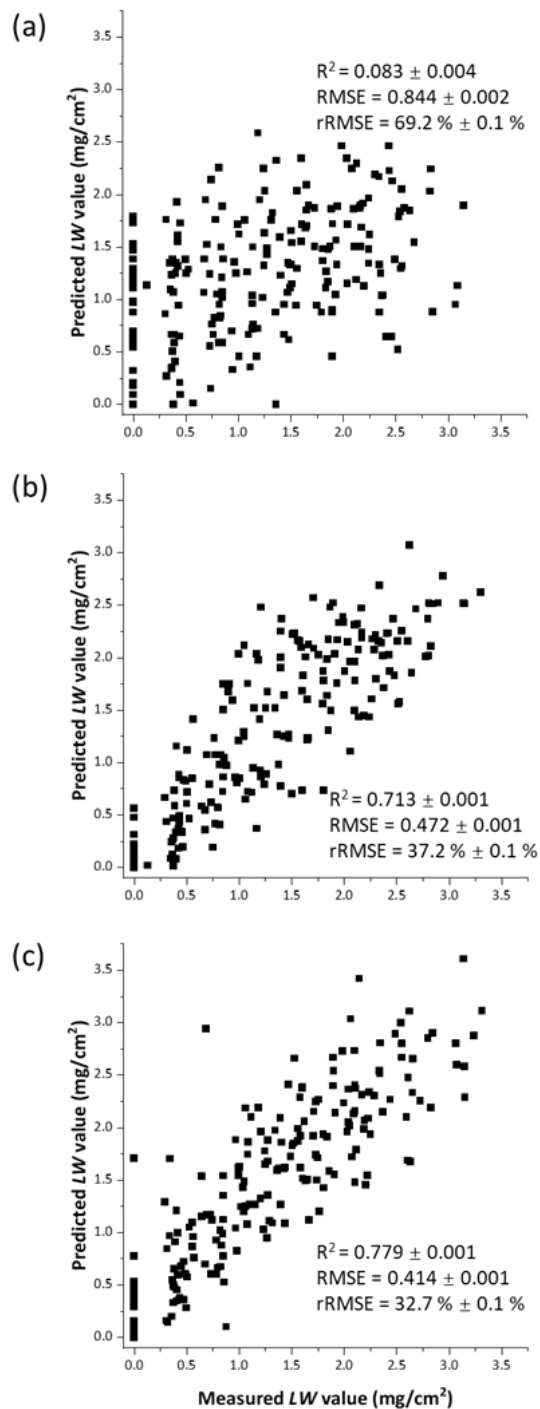 (a)
3.5
3.0
2.5
2.0
1.5
1.0
0.5
0.0
Predicted LW value (mg/cm²)
R² = 0.083 ± 0.004
RMSE = 0.844 ± 0.002
rRMSE = 69.2 % ± 0.1 %
0.0 0.5 1.0 1.5 2.0 2.5 3.0 3.5
(b)
3.5
3.0
2.5
2.0
1.5
1.0
0.5
0.0
Predicted LW value (mg/cm²)
R² = 0.713 ± 0.001
RMSE = 0.472 ± 0.001
rRMSE = 37.2 % ± 0.1 %
0.0 0.5 1.0 1.5 2.0 2.5 3.0 3.5
(c)
3.5
3.0
2.5
2.0
1.5
1.0
0.5
0.0
Predicted LW value (mg/cm²)
R² = 0.779 ± 0.001
RMSE = 0.414 ± 0.001
rRMSE = 32.7 % ± 0.1 %
0.0 0.5 1.0 1.5 2.0 2.5 3.0 3.5
Measured LW value (mg/cm²)